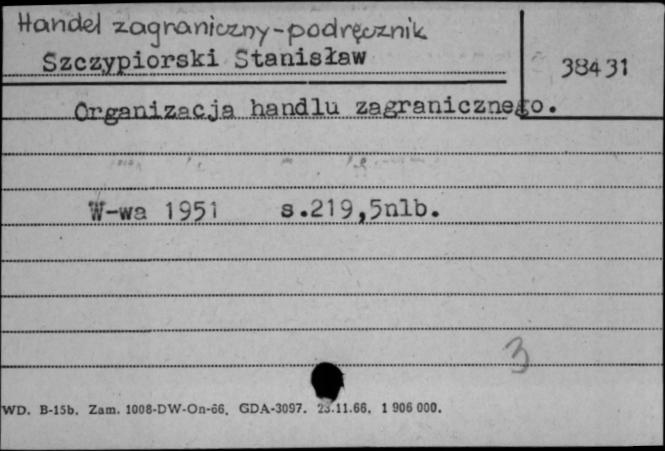 Handel zagraniczny-podręcznik
Szczypiorski Stanisław
38431
Organizacja handlu zagranicznego.
W-wa 1951 s.219,5nlb.
3
WD. B-15b. Zam. 1008-DW-On-66. GDA-3097. 23.11.66. 1 906 000.